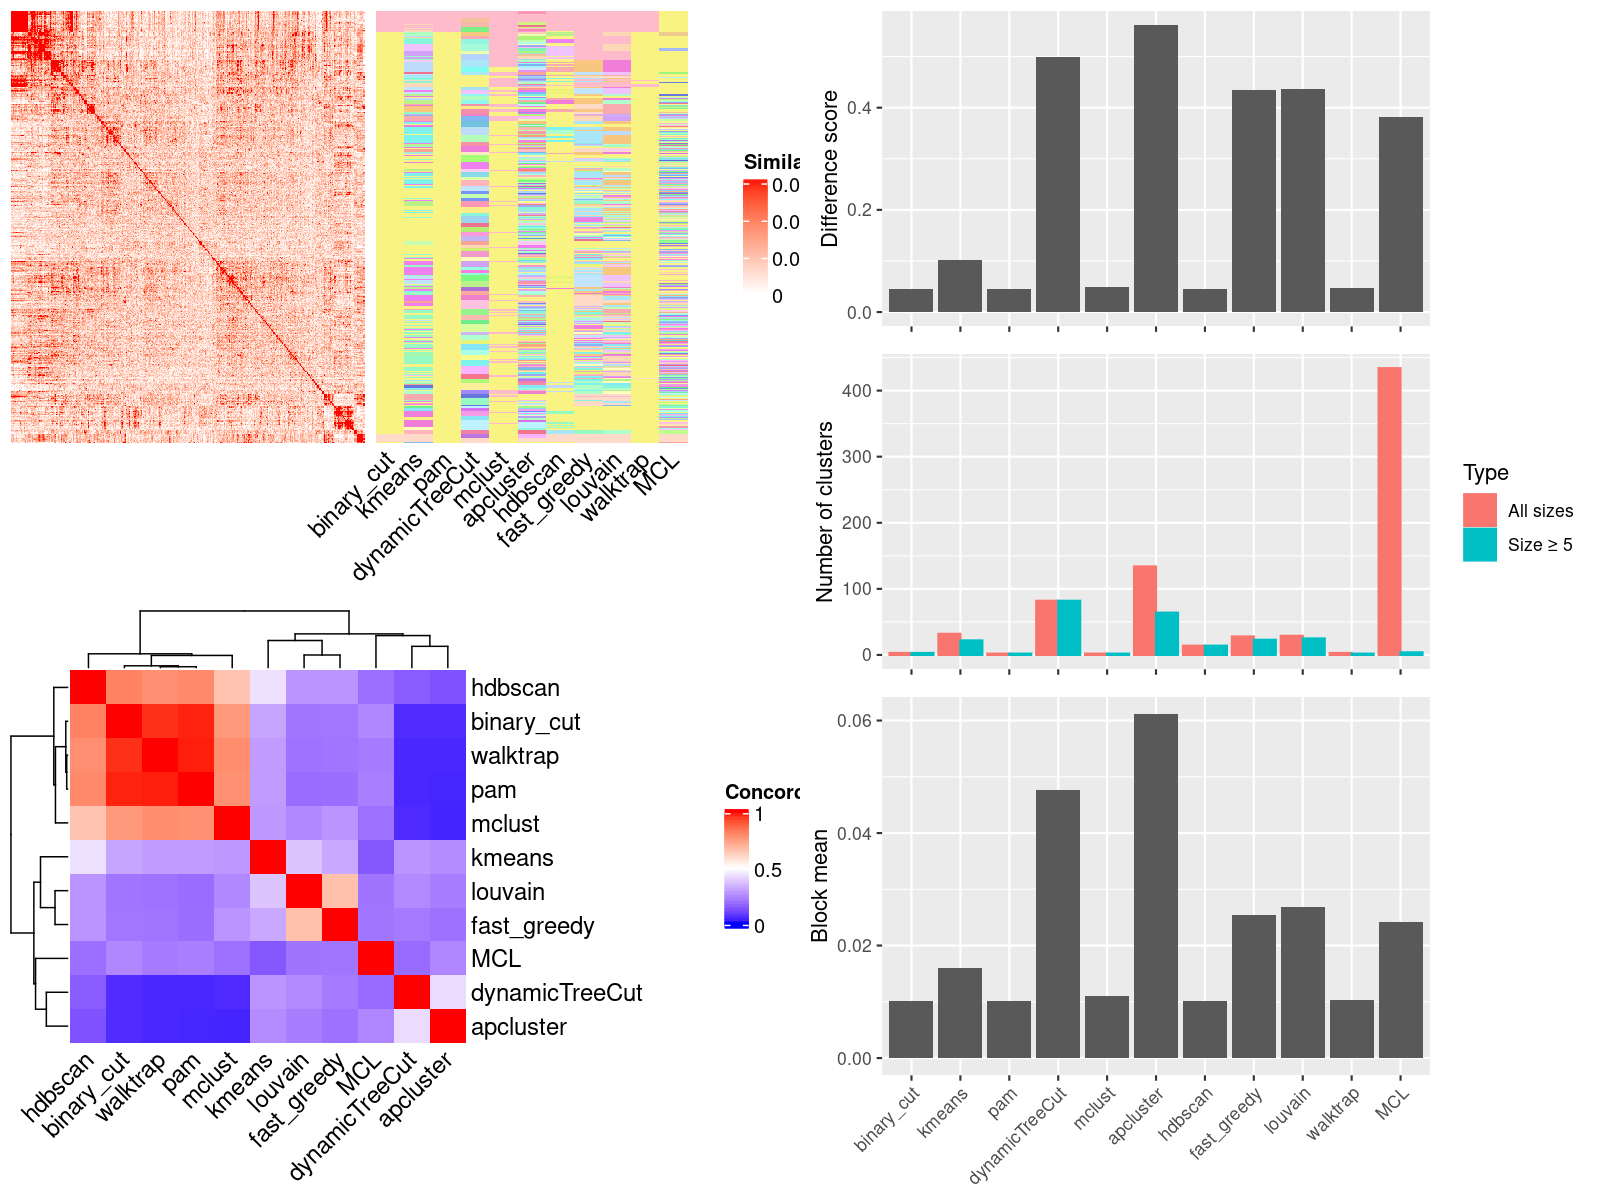 Simila
0.0
0.0
0.0
0
binary_cut
kmeans
pam
dynamicTreeCut
mclust
apcluster
hdbscan
fast_greedy
louvain
walktrap
MCL
hdbscan
binary_cut
walktrap
pam
mclust
kmeans
louvain
fast_greedy
MCL
dynamicTreeCut
apcluster
hdbscan
binary_cut
walktrap
pam
mclust
kmeans
louvain
fast_greedy
MCL
dynamicTreeCut
apcluster
Concord
1
0.5
0
Difference score
0.4
0.2
0.0
Number of clusters
400
300
200
100
0
Type
All sizes
Size ≥ 5
Block mean
0.06
0.04
0.02
0.00
binary_cut
kmeans
pam
dynamicTreeCut
mclust
apcluster
hdbscan
fast_greedy
louvain
walktrap
MCL